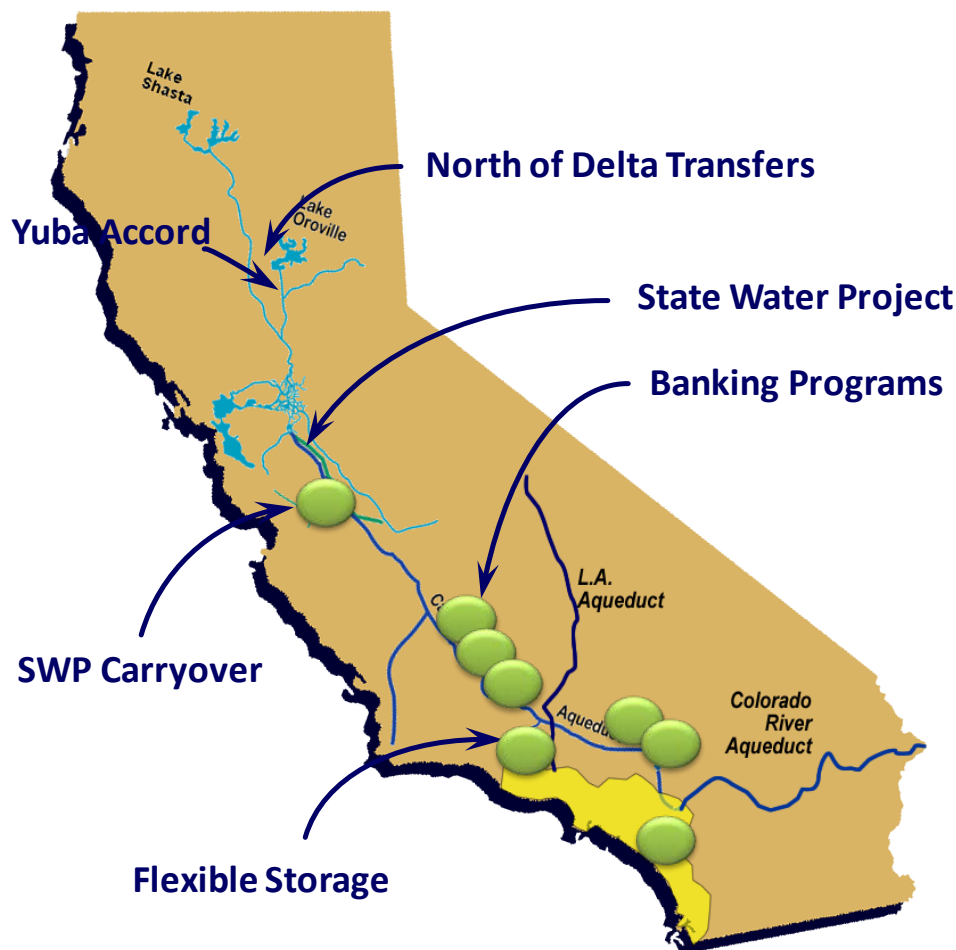 Lake
Shasta
North of Delta Transfers
Lake
Oroville
Yuba Accord
State Water Project
Banking Programs
L.A.
Aqueduct
SWP Carryover
Colorado
River
Aqueduct
Flexible Storage